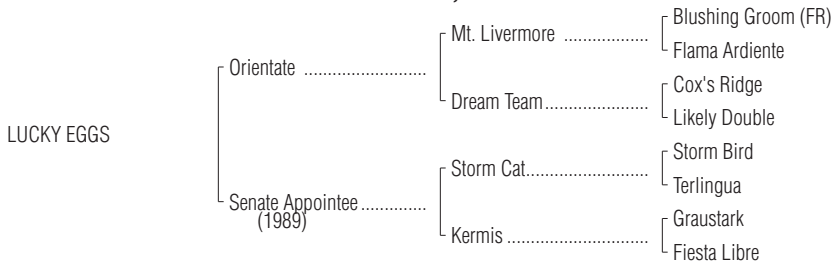 Blushing Groom (FR)
Mt. Livermore ....................
Flama Ardiente
Orientate ..........................
Cox's Ridge
Dream Team........................
Likely Double
LUCKY EGGS
Storm Bird
Storm Cat............................
Terlingua
Senate Appointee..............
(1989)
Graustark
Kermis ................................
Fiesta Libre